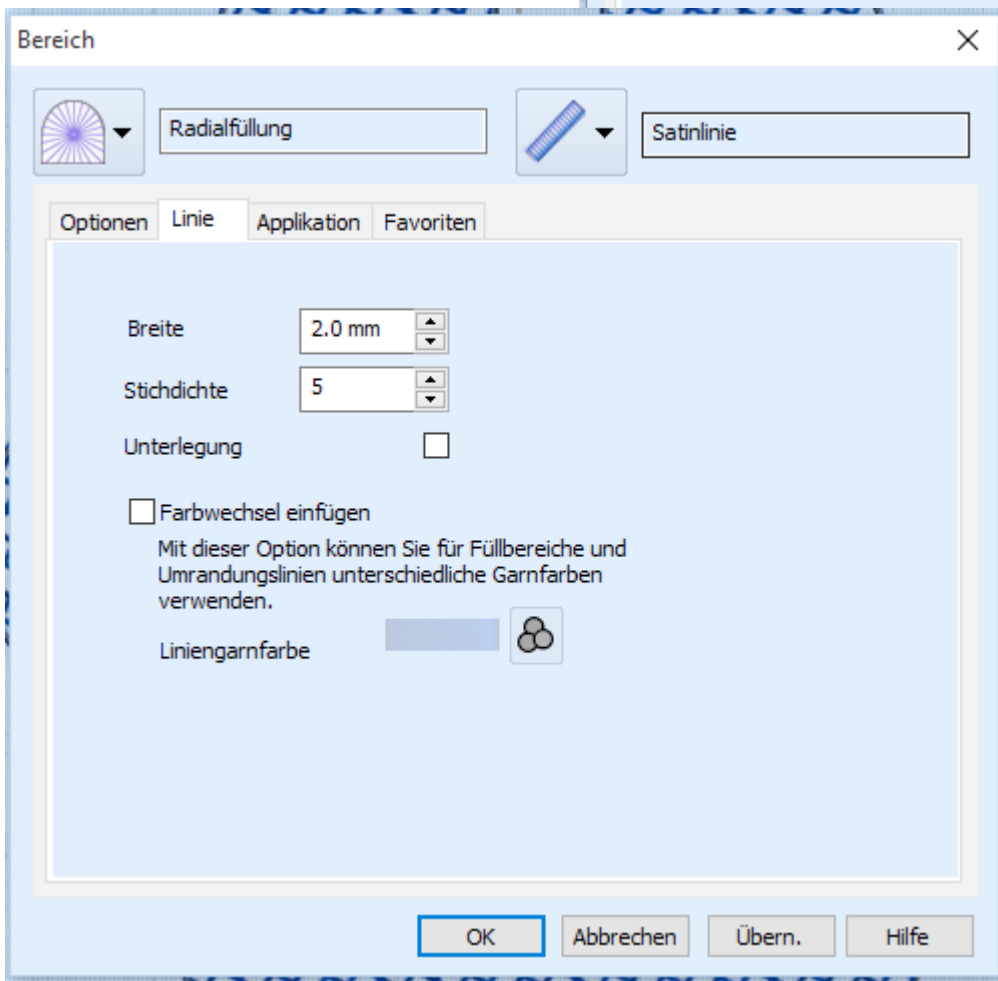 Bereich
Radialfüllung
Satinlinie
Optionen
Linie
Applikation
Favoriten
Breite
2.0 mm
Stichdichte
5
Unterlegung
Farbwechsel einfügen
Mit dieser Option können Sie für Füllbereiche und
Umrandungslinien unterschiedliche Garnfarben
verwenden.
Liniengarnfarbe
OK
Abbrechen
Übern.
Hilfe